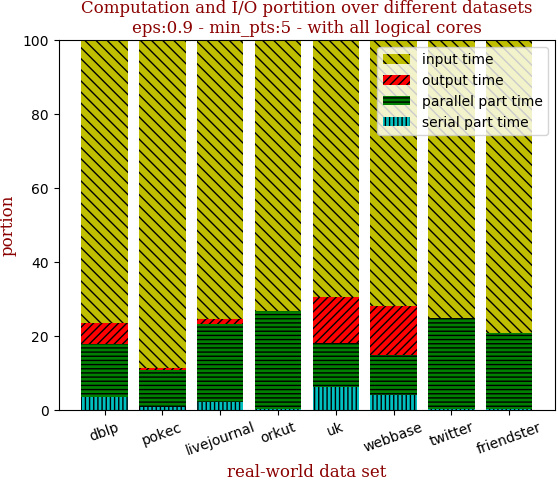 Computation and I/O portition over different datasets
eps:0.9 - min_pts:5 - with all logical cores
input time
output time
parallel part time
serial part time
portion
100
80
60
40
20
0
dblp
pokec
livejournal
orkut
uk
webbase
twitter
friendster
real-world data set